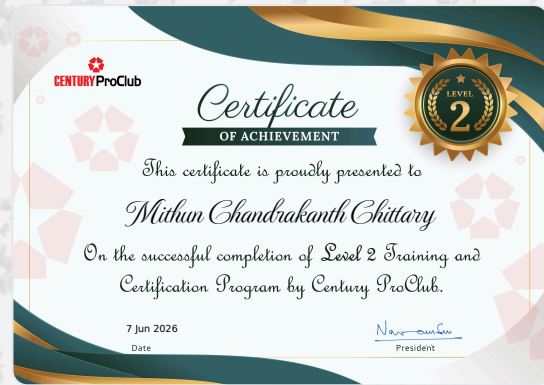 CENTURY ProClub
LEVEL
2
Certificate
OF ACHIEVEMENT
This certificate is proudly presented to
Mithun Chandrakanth Chittary
On the successful completion of Level 2 Training and
Certification Program by Century ProClub.
7 Jun 2026
Date
President